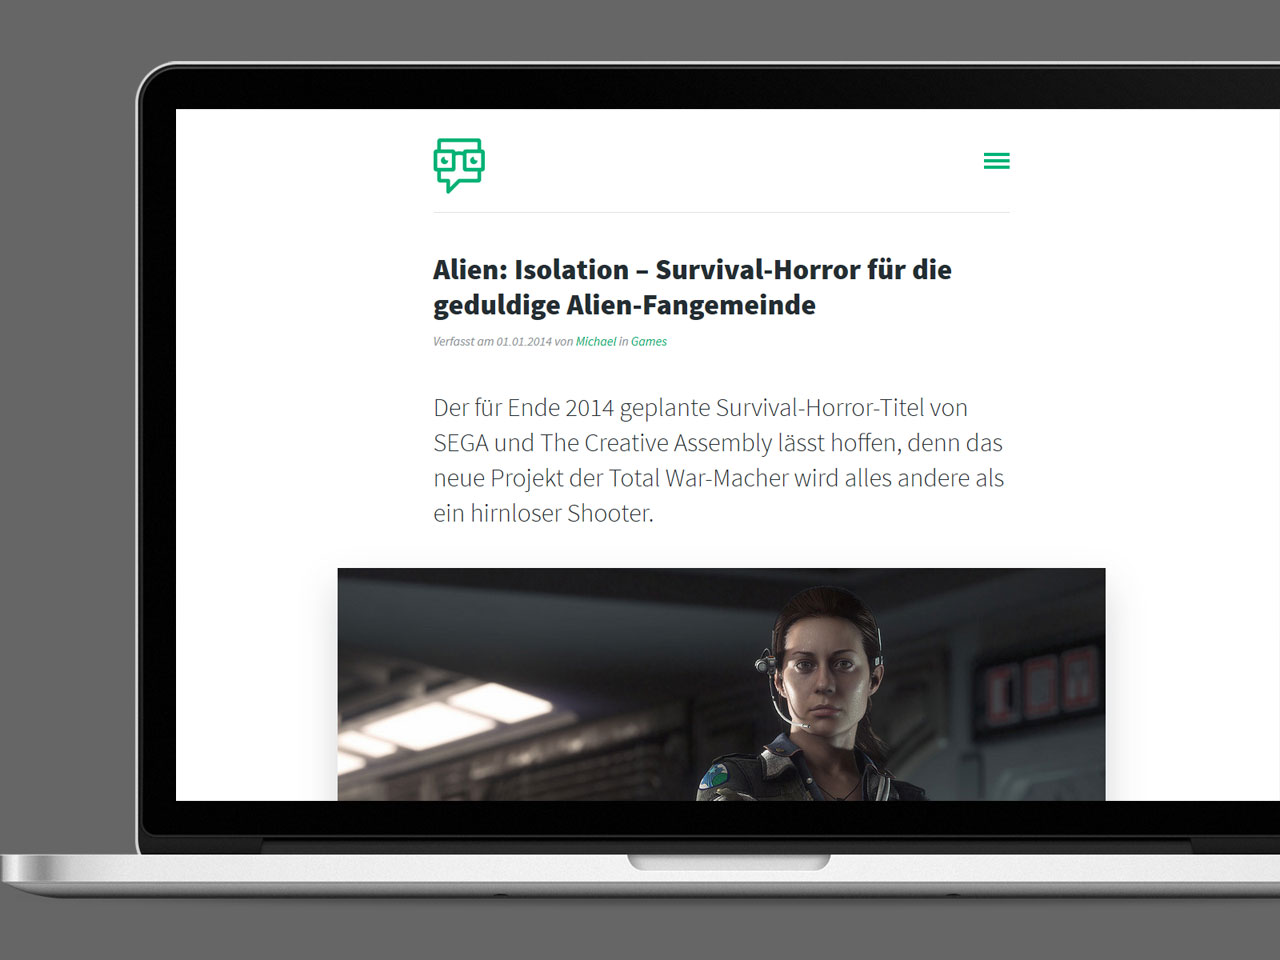 Alien: Isolation – Survival-Horror für die
geduldige Alien-Fangemeinde
Verfasst am 01.01.2014 von Michael in Games
Der für Ende 2014 geplante Survival-Horror-Titel von
SEGA und The Creative Assembly lässt hoffen, denn das
neue Projekt der Total War-Macher wird alles andere als
ein hirnloser Shooter.